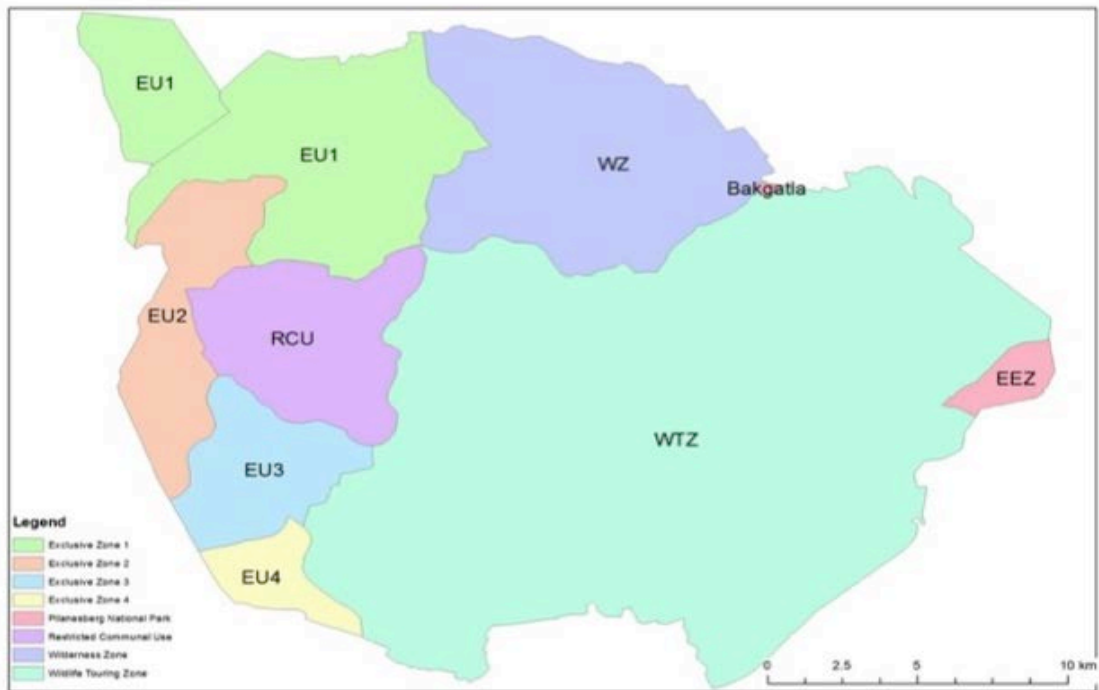 EU1
EU1
WZ
Bakgatla
EU2
RCU
EEZ
WTZ
EU3
EU4
Legend
Exclusive Zone 1
Exclusive Zone 2
Exclusive Zone 3
Exclusive Zone 4
Pilanesberg National Park
Restricted Communal Use
Wilderness Zone
Wildlife Touring Zone
0 2.5 5 10 km